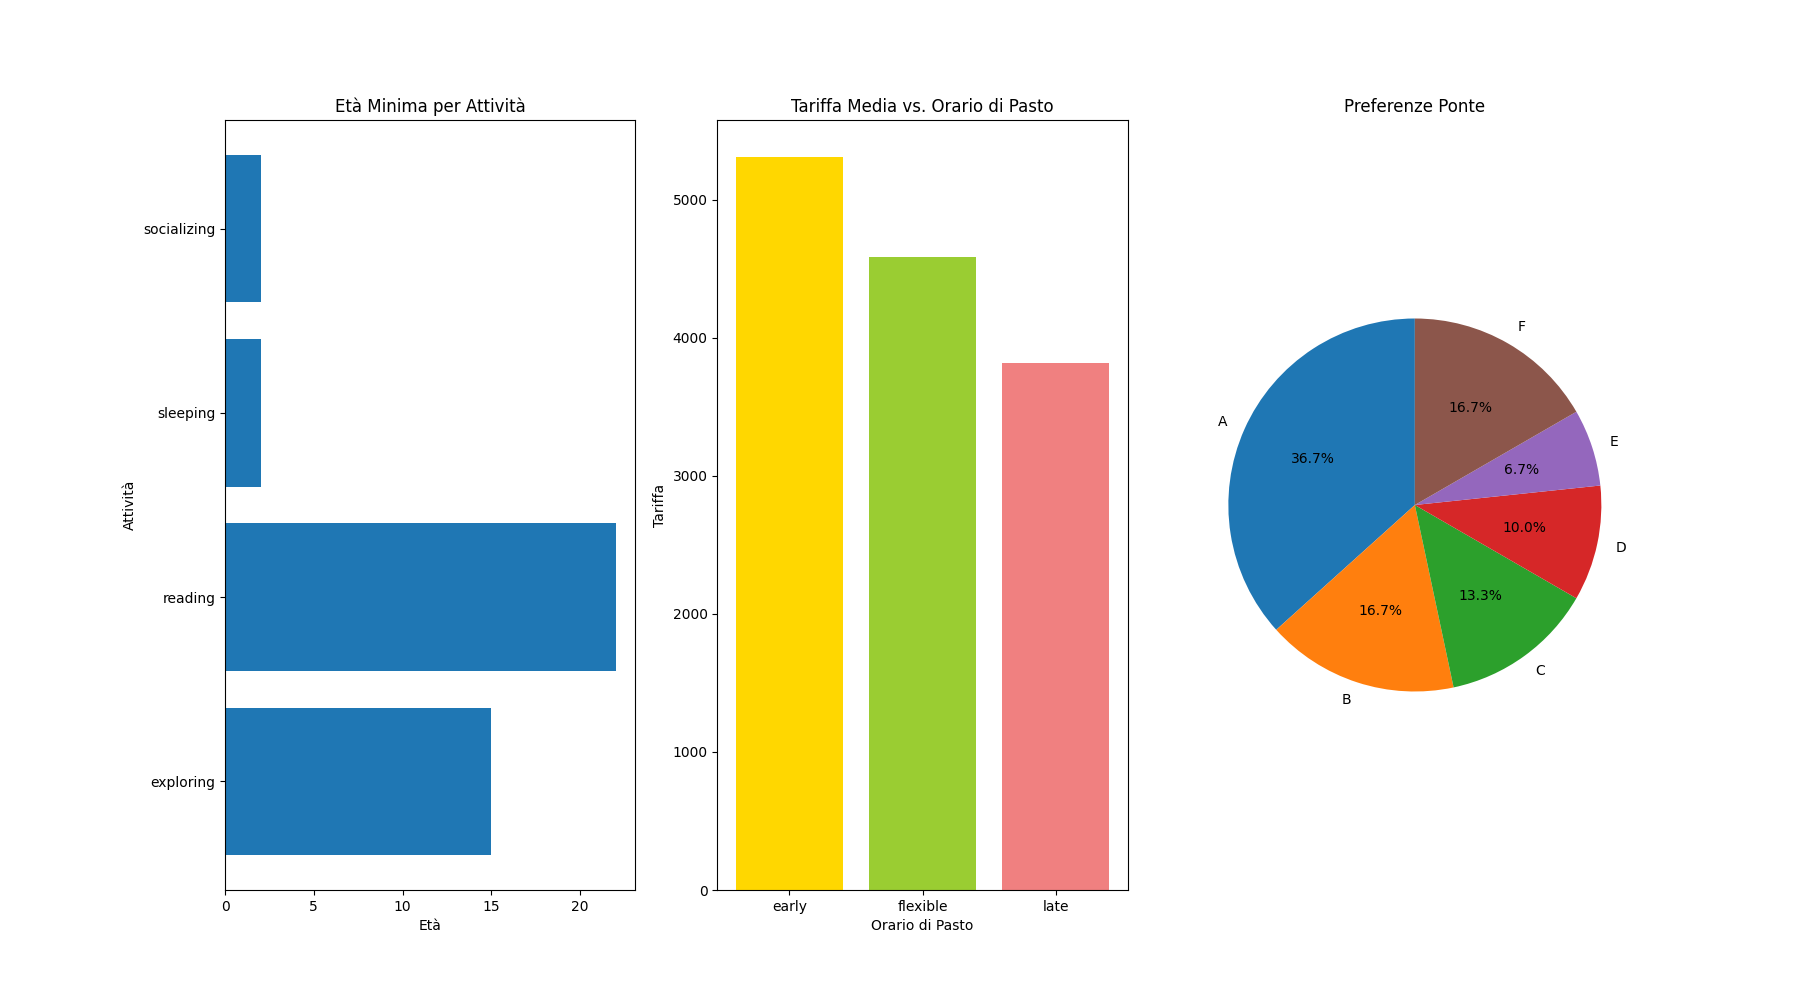 Età Minima per Attività
socializing
sleeping
reading
exploring
Attività
0 5 10 15 20
Età
Tariffa Media vs. Orario di Pasto
5000
4000
3000
2000
1000
0
Tariffa
early flexible late
Orario di Pasto
Preferenze Ponte
F
A
E
D
C
B
16.7%
36.7%
6.7%
10.0%
13.3%
16.7%